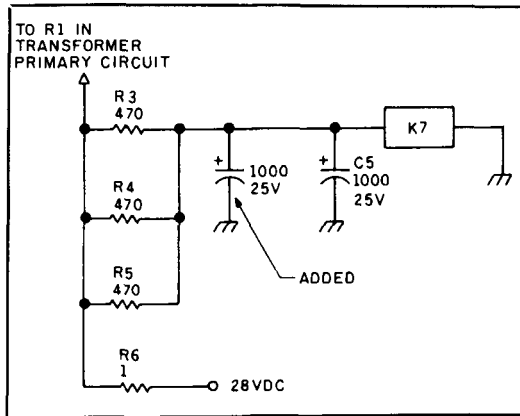 TO R1 IN
TRANSFORMER
PRIMARY CIRCUIT
R3
470
K7
+
1000
25V
+
C5
1000
25V
R4
470
ADDED
R5
470
R6
1
28VDC